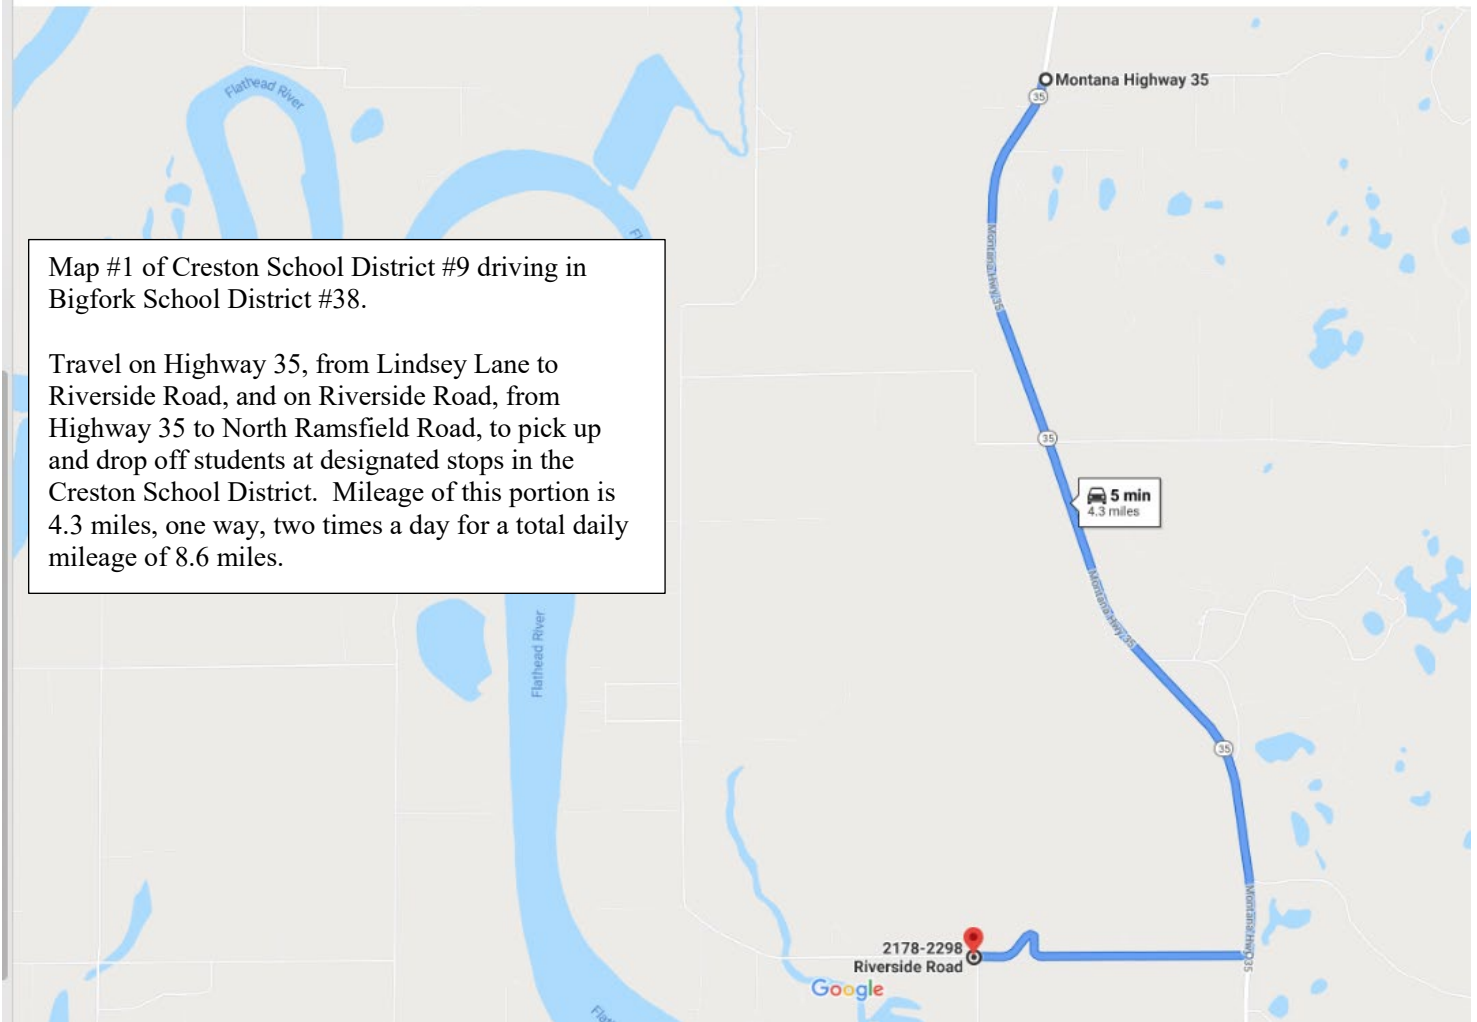 Montana Highway 35
35
Flathead River
Fl
Montana Hwy 35
Map #1 of Creston School District #9 driving in
Bigfork School District #38.
Travel on Highway 35, from Lindsey Lane to
Riverside Road, and on Riverside Road, from
Highway 35 to North Ramsfield Road, to pick up
and drop off students at designated stops in the
Creston School District.  Mileage of this portion is
4.3 miles, one way, two times a day for a total daily
mileage of 8.6 miles.
35
5 min
4.3 miles
Montana Hwy 35
Flathead River
35
Montana Hwy 35
2178-2298
Riverside Road
Google
Flat